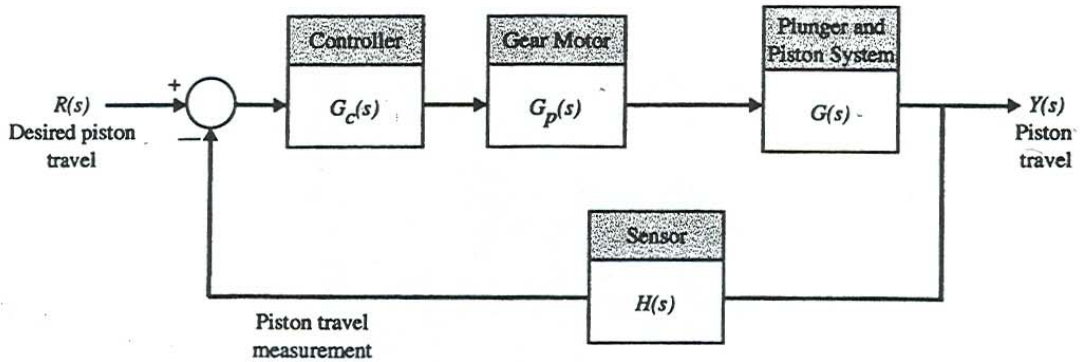 Controller
Gear Motor
Plunger and
Piston System
+
R(s)
Desired piston
travel
Gc(s)
Gp(s)
G(s)
Y(s)
Piston
travel
—
Sensor
H(s)
Piston travel
measurement